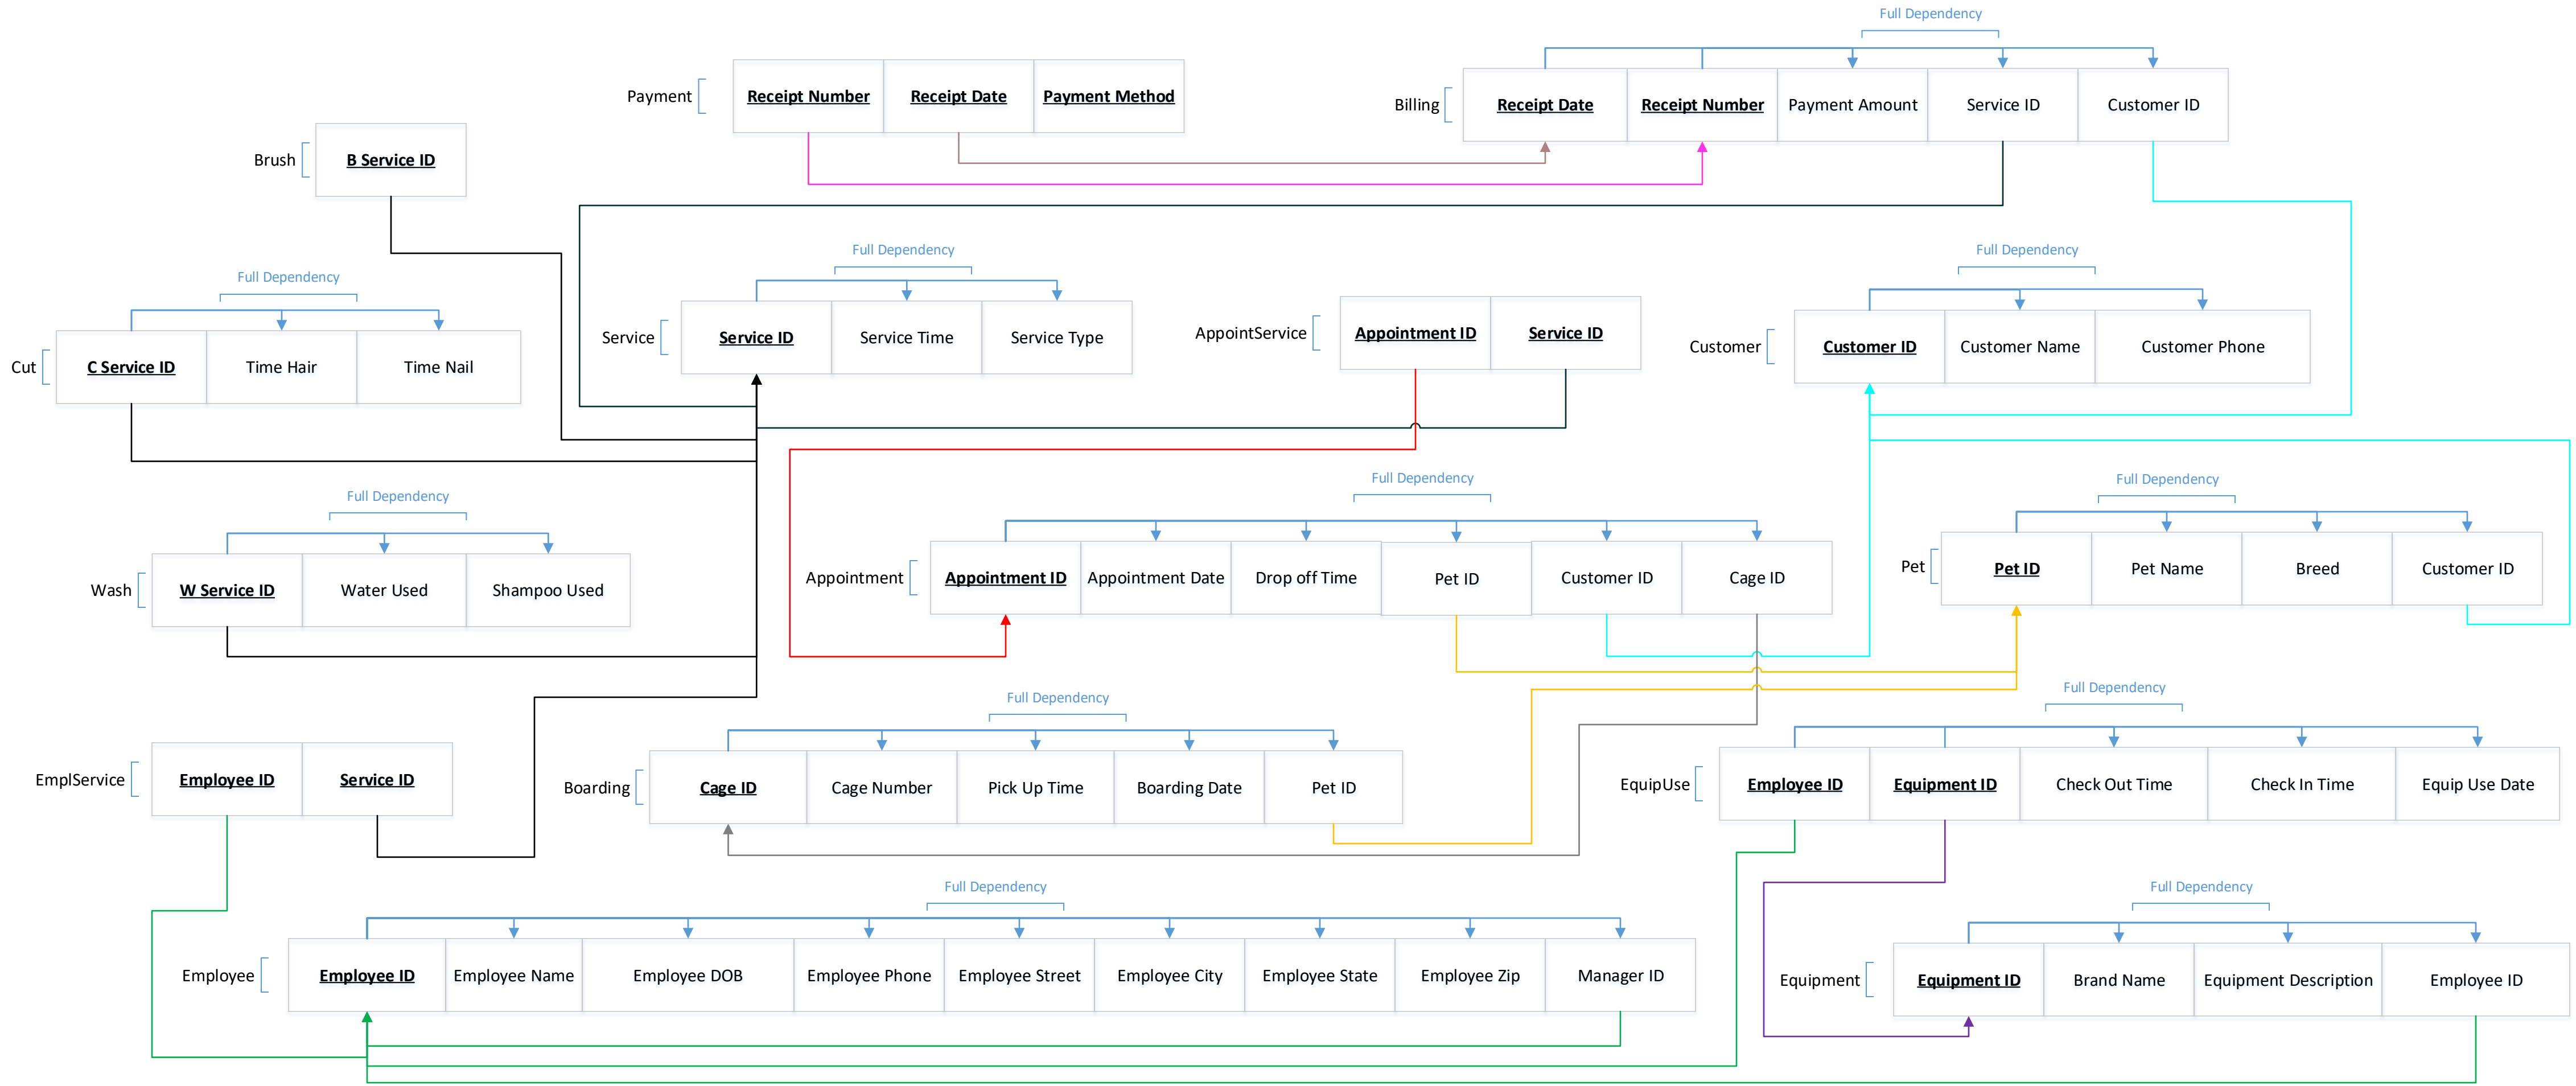 Full Dependency
Payment
Receipt Number Receipt Date Payment Method
Billing
Receipt Date Receipt Number Payment Amount Service ID Customer ID
Brush
B Service ID
Full Dependency
Cut
C Service ID Time Hair Time Nail
Full Dependency
Service
Service ID Service Time Service Type
AppointService
Appointment ID Service ID
Full Dependency
Customer
Customer ID Customer Name Customer Phone
Full Dependency
Wash
W Service ID Water Used Shampoo Used
Full Dependency
Appointment
Appointment ID Appointment Date Drop off Time Pet ID Customer ID Cage ID
Full Dependency
Pet
Pet ID Pet Name Breed Customer ID
EmplService
Employee ID Service ID
Full Dependency
Boarding
Cage ID Cage Number Pick Up Time Boarding Date Pet ID
Full Dependency
EquipUse
Employee ID Equipment ID Check Out Time Check In Time Equip Use Date
Full Dependency
Employee
Employee ID Employee Name Employee DOB Employee Phone Employee Street Employee City Employee State Employee Zip Manager ID
Full Dependency
Equipment
Equipment ID Brand Name Equipment Description Employee ID